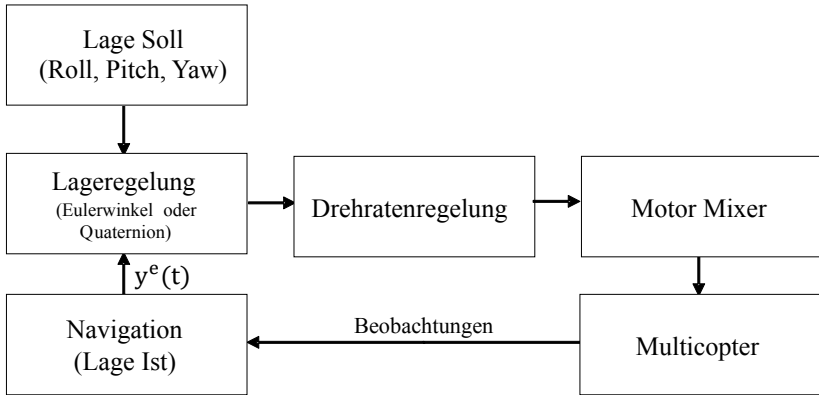 Lage Soll
(Roll, Pitch, Yaw)
Lageregelung
(Eulerwinkel oder
Quaternion)
Drehratenregelung
Motor Mixer
yᵉ(t)
Navigation
(Lage Ist)
Beobachtungen
Multicopter